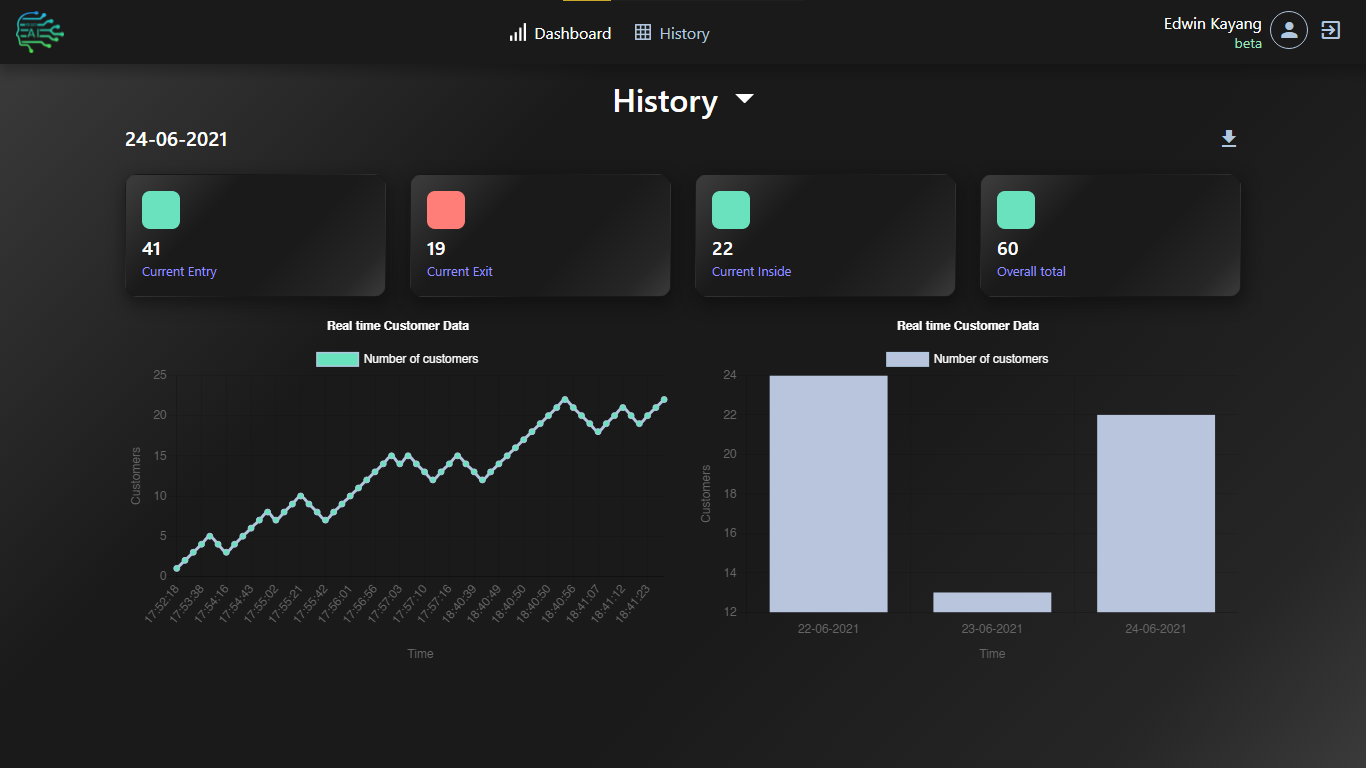 AI
Dashboard
History
Edwin Kayang
beta
History
24-06-2021
41
Current Entry
19
Current Exit
22
Current Inside
60
Overall total
Real time Customer Data
Number of customers
25
20
15
10
5
0
Customers
17:52:18
17:53:38
17:54:16
17:54:43
17:55:02
17:55:21
17:55:42
17:56:01
17:56:56
17:57:03
17:57:10
17:57:16
18:40:39
18:40:49
18:40:50
18:40:50
18:40:56
18:41:07
18:41:12
18:41:23
Time
Real time Customer Data
Number of customers
24
22
20
18
16
14
12
Customers
22-06-2021
23-06-2021
24-06-2021
Time